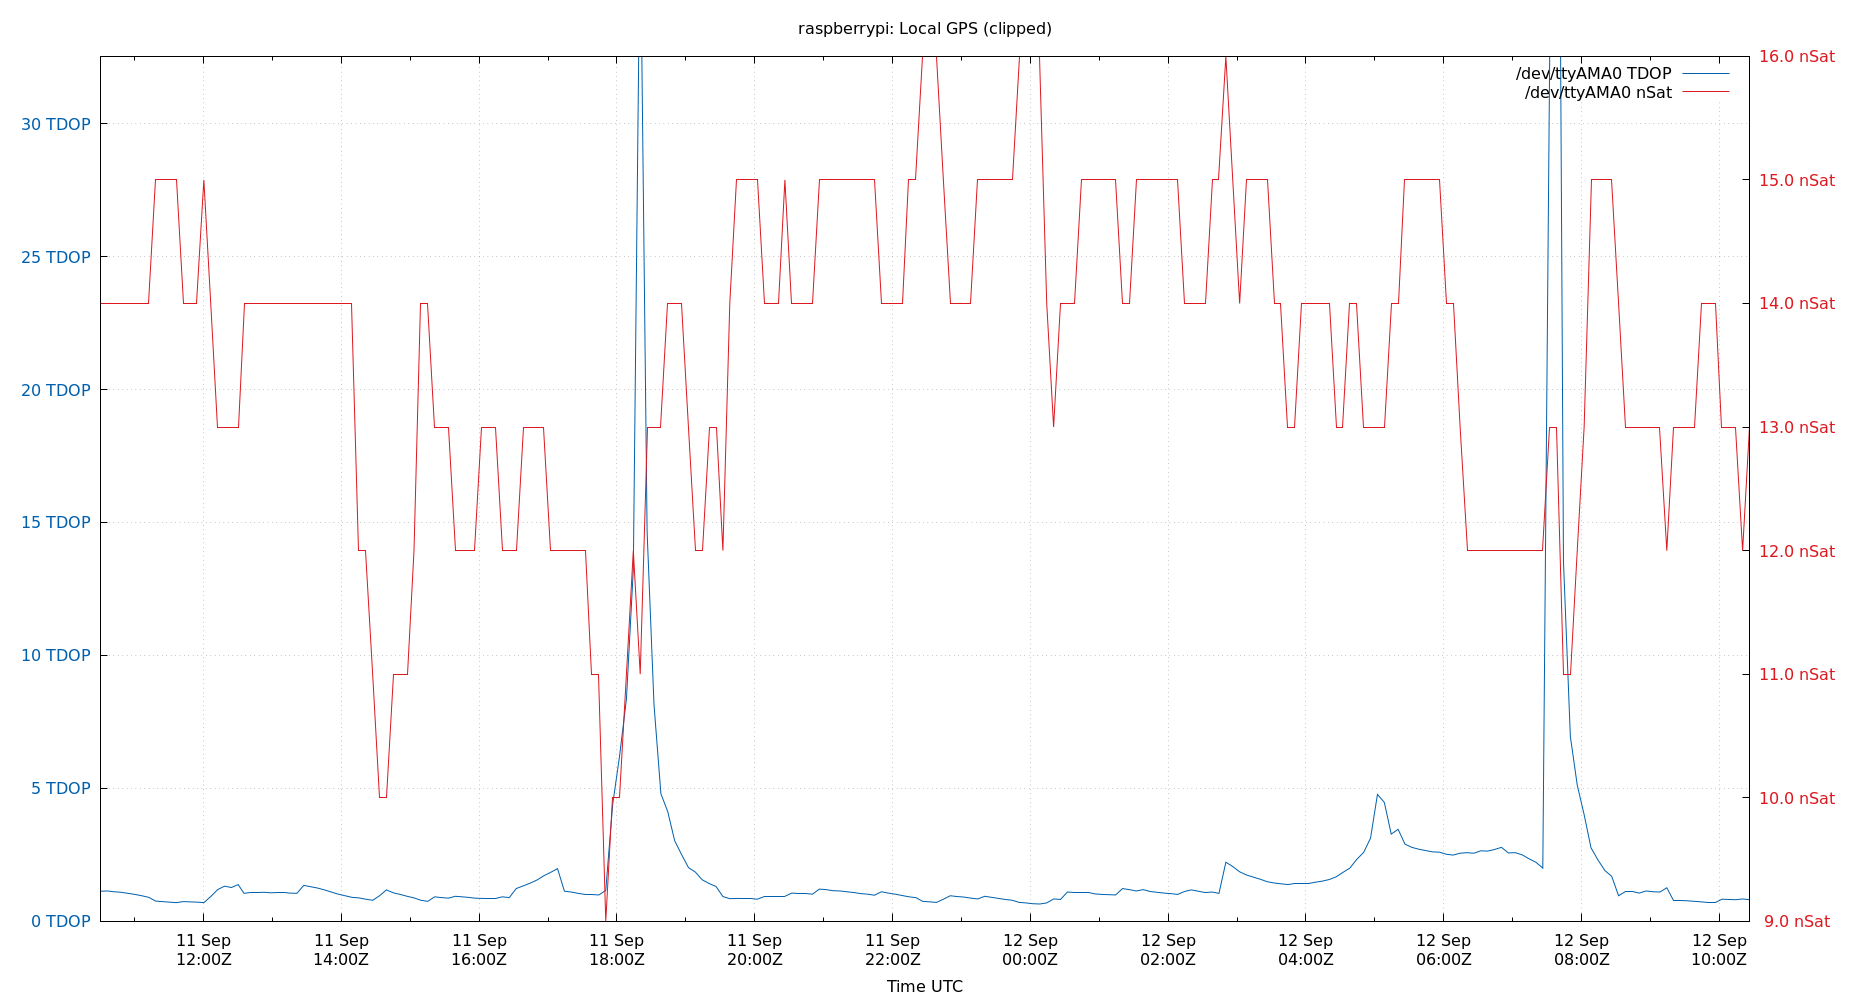 raspberrypi: Local GPS (clipped)
/dev/ttyAMA0 TDOP
/dev/ttyAMA0 nSat
30 TDOP
25 TDOP
20 TDOP
15 TDOP
10 TDOP
5 TDOP
0 TDOP
16.0 nSat
15.0 nSat
14.0 nSat
13.0 nSat
12.0 nSat
11.0 nSat
10.0 nSat
9.0 nSat
11 Sep 11 Sep 11 Sep 11 Sep 11 Sep 11 Sep 12 Sep 12 Sep 12 Sep 12 Sep 12 Sep 12 Sep
12:00Z 14:00Z 16:00Z 18:00Z 20:00Z 22:00Z 00:00Z 02:00Z 04:00Z 06:00Z 08:00Z 10:00Z
Time UTC